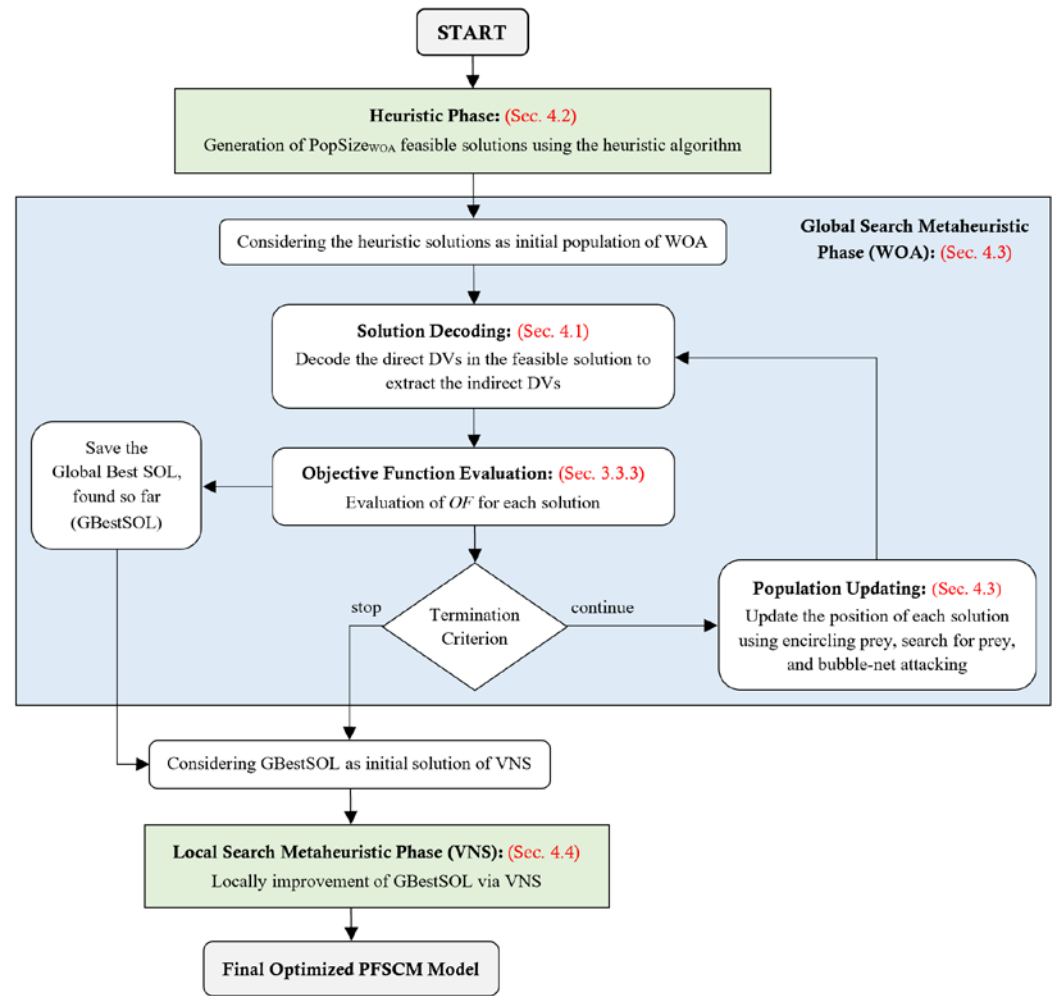 START
Heuristic Phase: (Sec. 4.2)
Generation of PopSizeWOA feasible solutions using the heuristic algorithm
Considering the heuristic solutions as initial population of WOA
Global Search Metaheuristic
Phase (WOA): (Sec. 4.3)
Solution Decoding: (Sec. 4.1)
Decode the direct DVs in the feasible solution to
extract the indirect DVs
Save the
Global Best SOL,
found so far
(GBestSOL)
Objective Function Evaluation: (Sec. 3.3.3)
Evaluation of OF for each solution
stop
Termination
Criterion
continue
Population Updating: (Sec. 4.3)
Update the position of each solution
using encircling prey, search for prey,
and bubble-net attacking
Considering GBestSOL as initial solution of VNS
Local Search Metaheuristic Phase (VNS): (Sec. 4.4)
Locally improvement of GBestSOL via VNS
Final Optimized PFSCM Model